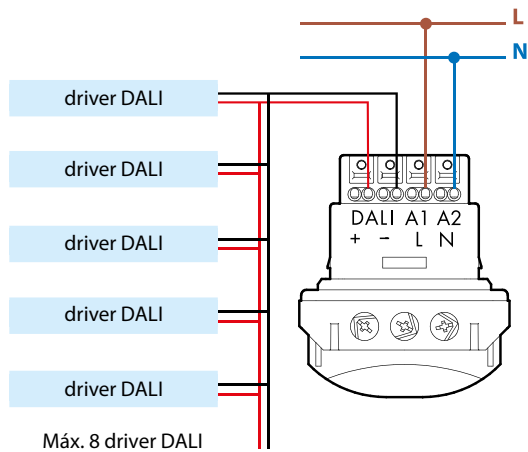 L
N
driver DALI
driver DALI
driver DALI
driver DALI
driver DALI
Máx. 8 driver DALI
DALI A1 A2
+ − L N